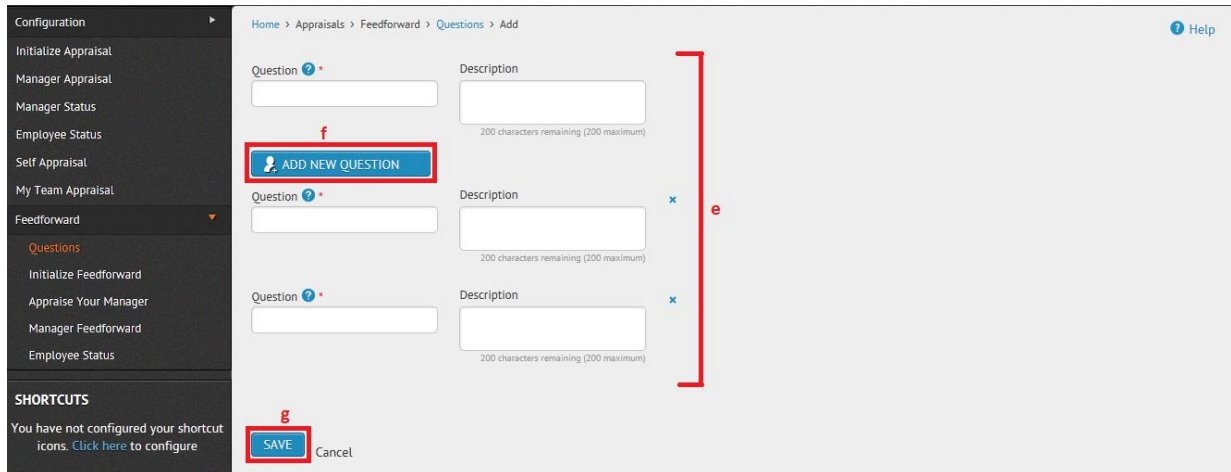 Configuration
Initialize Appraisal
Manager Appraisal
Manager Status
Employee Status
Self Appraisal
My Team Appraisal
Feedforward
Questions
Initialize Feedforward
Appraise Your Manager
Manager Feedforward
Employee Status
SHORTCUTS
You have not configured your shortcut
icons. Click here to configure
Home > Appraisals > Feedforward > Questions > Add
? Help
Question ? *
Description
200 characters remaining (200 maximum)
f
ADD NEW QUESTION
Question ? *
Description
×
200 characters remaining (200 maximum)
e
Question ? *
Description
×
200 characters remaining (200 maximum)
g
SAVE Cancel